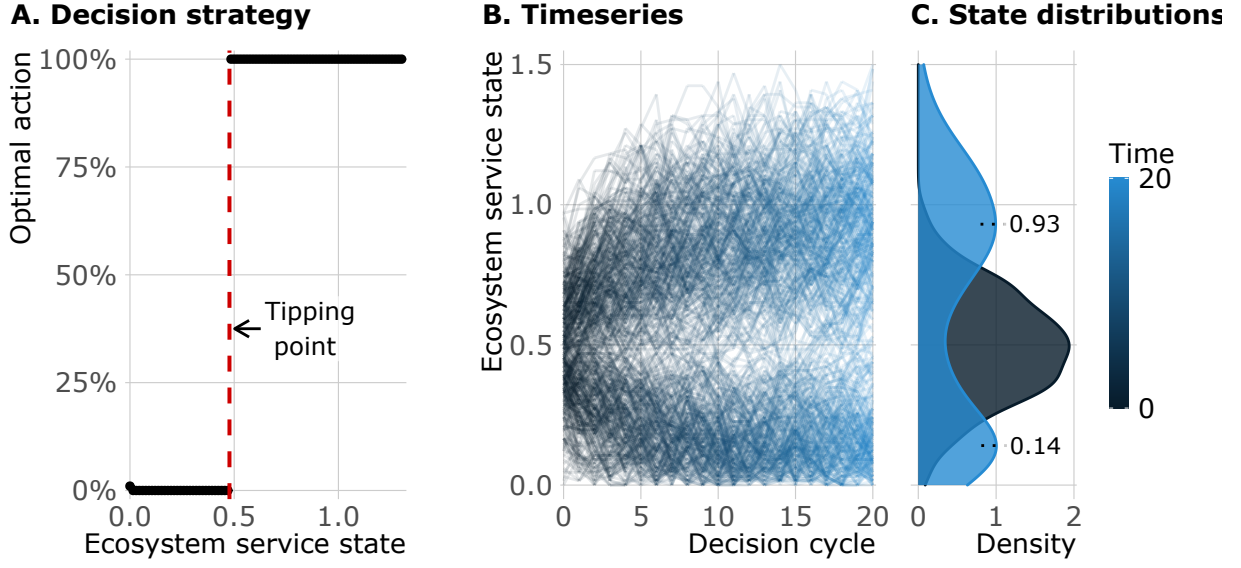 A. Decision strategy
Optimal action
100%
75%
50%
25%
0%
Tipping
point
0.0
0.5
1.0
Ecosystem service state
B. Timeseries
Ecosystem service state
1.5
1.0
0.5
0.0
0
5
10
15
20
Decision cycle
C. State distributions
0.93
0.14
0
1
2
Density
Time
20
0